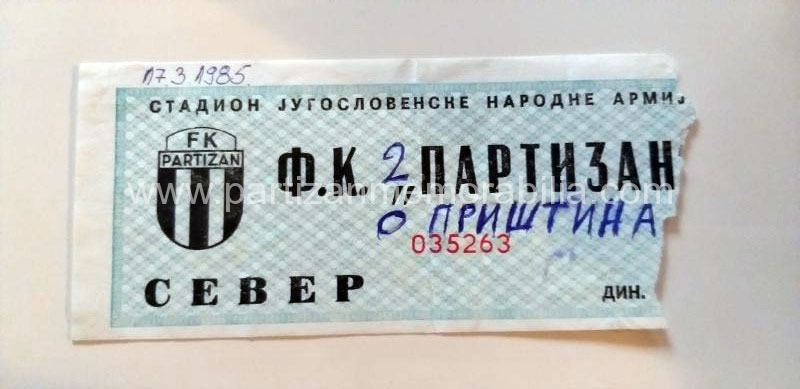 17 3 1985
СТАДИОН ЈУГОСЛОВЕНСКЕ НАРОДНЕ АРМИЈ
FK
PARTIZAN
Ф.К 2 ПАРТИЗАН
www.partizanmemorabilia.com
0 ПРИШТИНА
035263
СЕВЕР
ДИН.